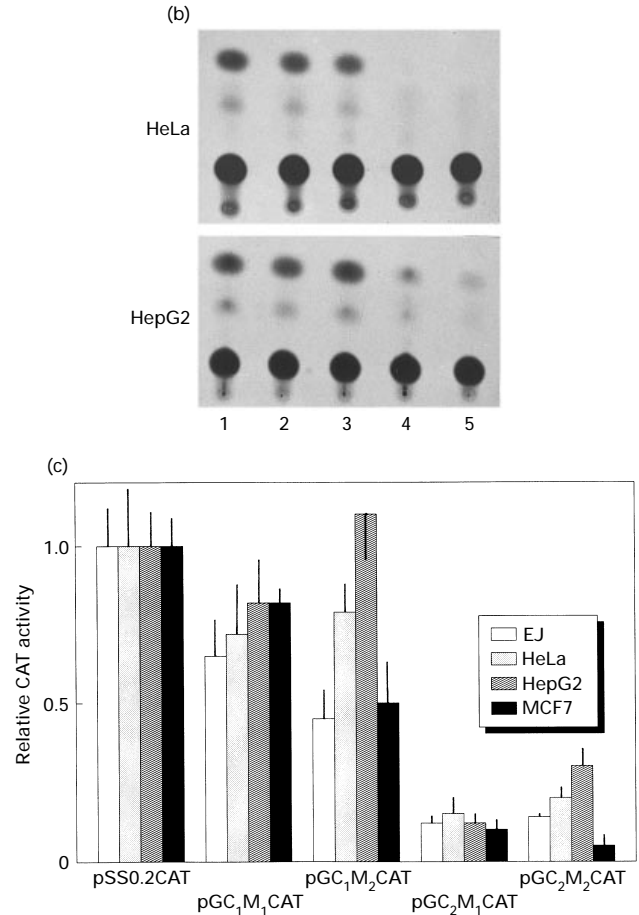 (b)
HeLa
HepG2
1 2 3 4 5
(c)
Relative CAT activity
1.0
0.5
0
EJ
HeLa
HepG2
MCF7
pSS0.2CAT pGC₁M₂CAT pGC₂M₂CAT
pGC₁M₁CAT pGC₂M₁CAT